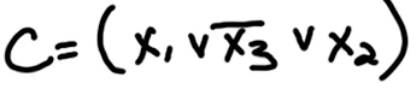 C = (x₁ ∨ x̅₃ ∨ x₂)